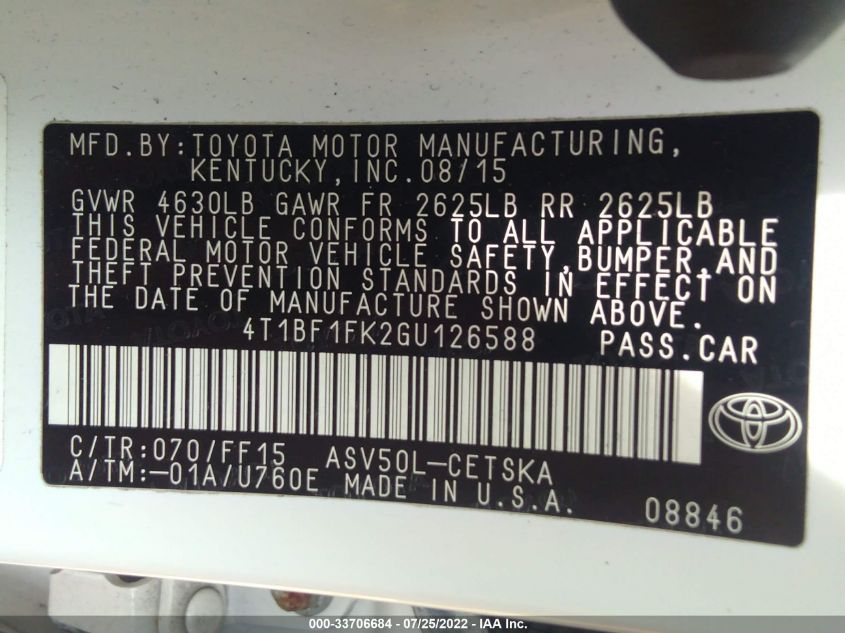 MFD.BY:TOYOTA MOTOR MANUFACTURING,
KENTUCKY,INC.08/15
GVWR 4630LB GAWR FR 2625LB RR 2625LB
THIS VEHICLE CONFORMS TO ALL APPLICABLE
FEDERAL MOTOR VEHICLE SAFETY,BUMPER,AND
THEFT PREVENTION STANDARDS IN EFFECT ON
THE DATE OF MANUFACTURE SHOWN ABOVE.
4T1BF1FK2GU126588 PASS.CAR
C/TR:070/FF15 ASV50L-CETSKA
A/TM:-01A/U760E MADE IN U.S.A.
08846
000-33706684 - 07/25/2022 - IAA Inc.